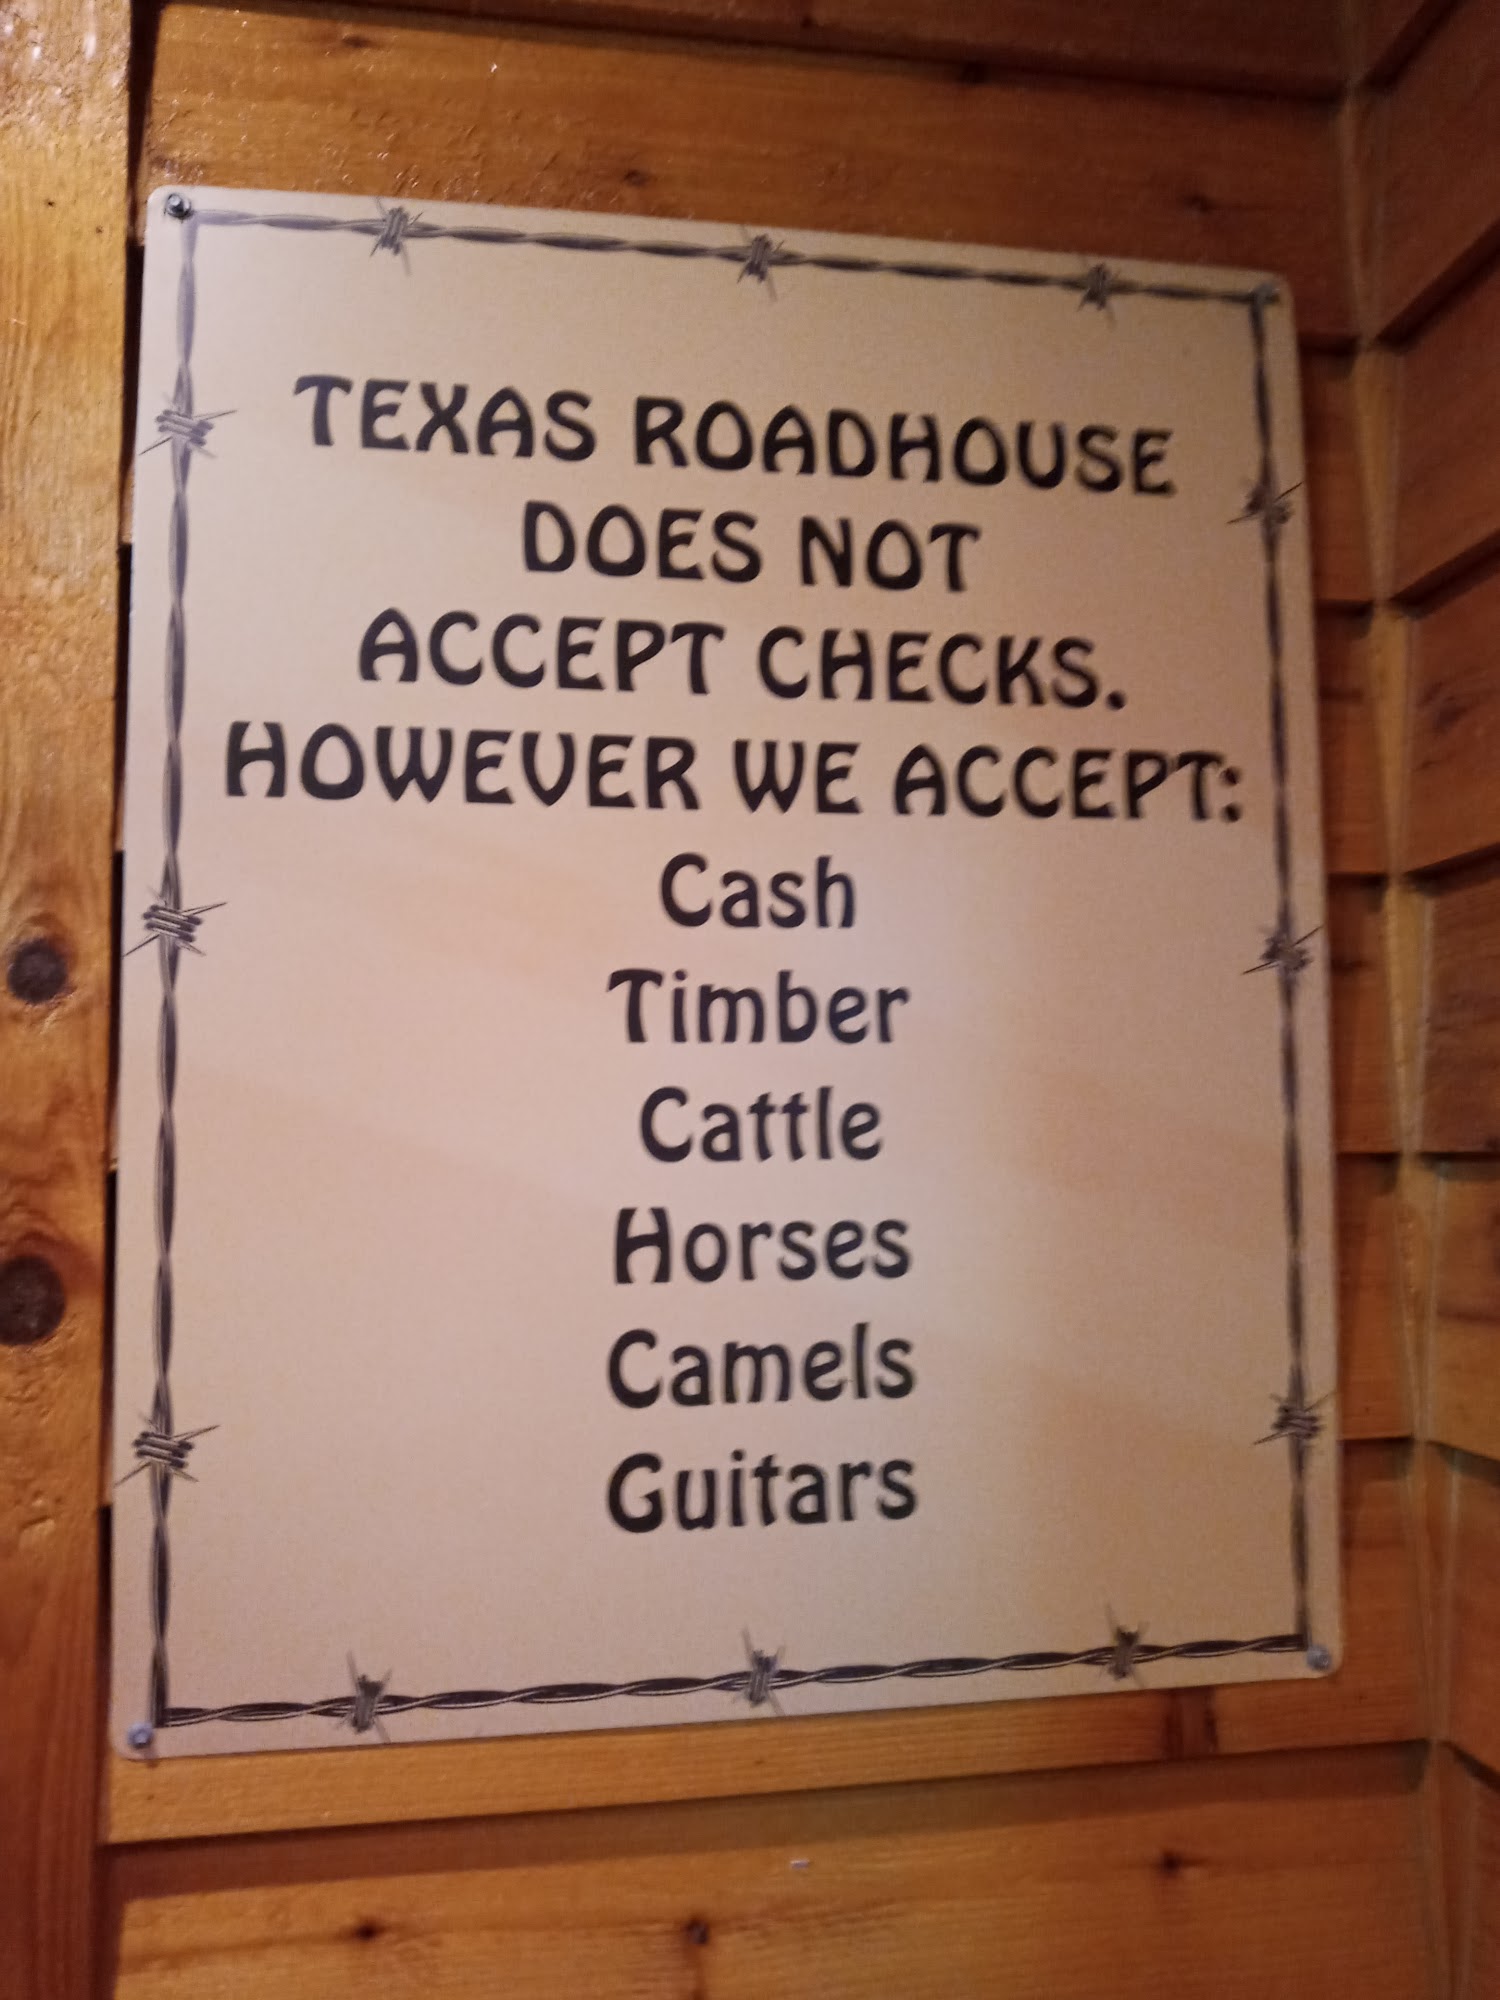 TEXAS ROADHOUSE
DOES NOT
ACCEPT CHECKS.
HOWEVER WE ACCEPT:
Cash
Timber
Cattle
Horses
Camels
Guitars